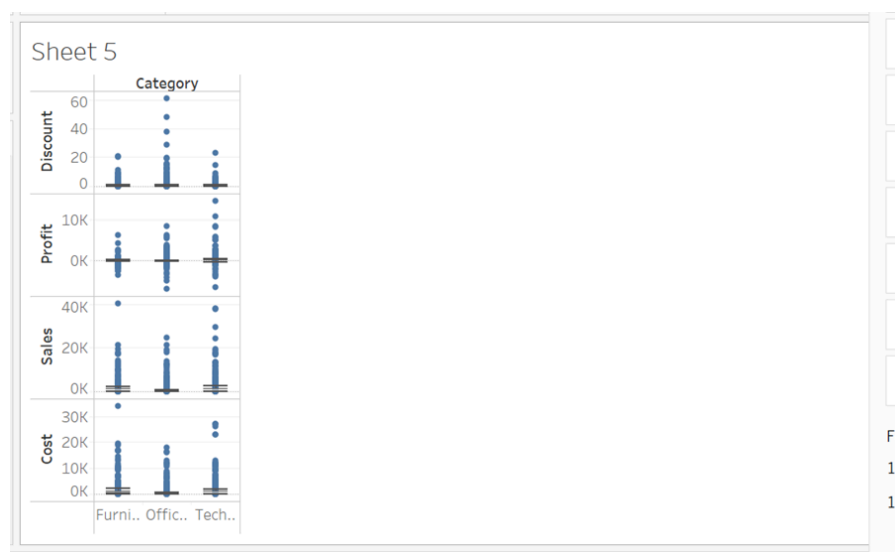 Sheet 5
Category
Discount
60
40
20
0
Profit
10K
0K
Sales
40K
20K
0K
Cost
30K
20K
10K
0K
Furni.. Offic.. Tech..
F
1
1